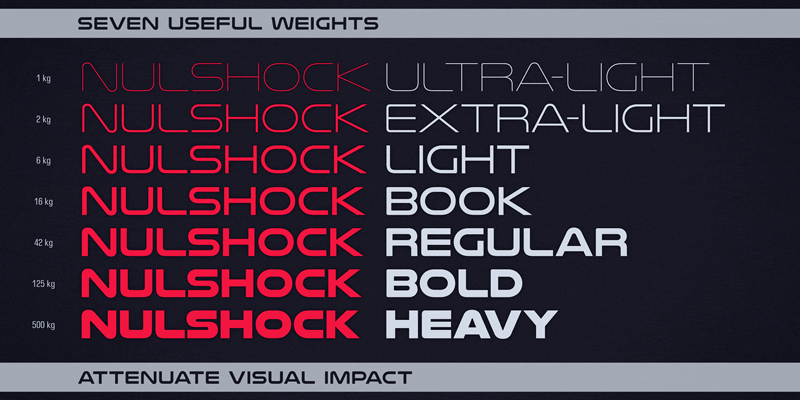 SEVEN USEFUL WEIGHTS
1 kg NULSHOCK ULTRA-LIGHT
2 kg NULSHOCK EXTRA-LIGHT
6 kg NULSHOCK LIGHT
16 kg NULSHOCK BOOK
42 kg NULSHOCK REGULAR
125 kg NULSHOCK BOLD
500 kg NULSHOCK HEAVY
ATTENUATE VISUAL IMPACT